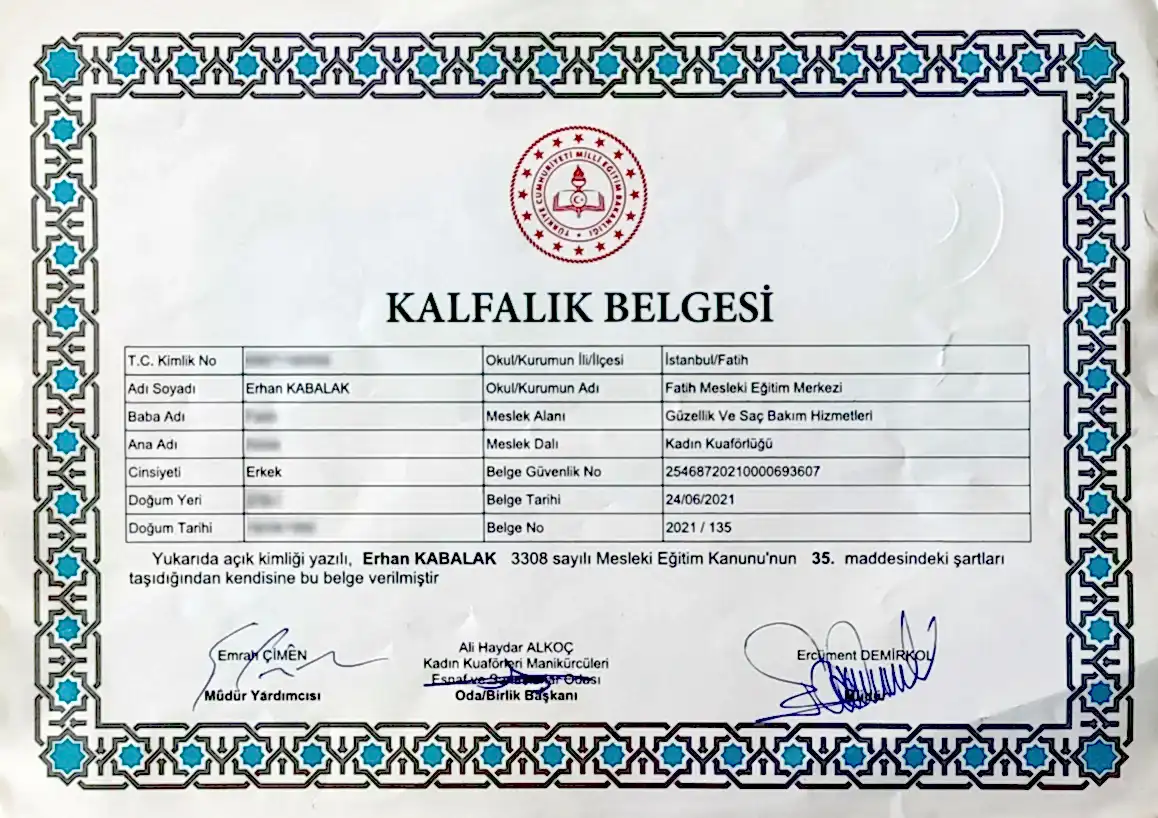 TÜRKİYE CUMHURİYETİ MİLLÎ EĞİTİM BAKANLIĞI
KALFALIK BELGESİ
T.C. Kimlik No Okul/Kurumun İli/İlçesi İstanbul/Fatih
Adı Soyadı Erhan KABALAK Okul/Kurumun Adı Fatih Mesleki Eğitim Merkezi
Baba Adı Meslek Alanı Güzellik Ve Saç Bakım Hizmetleri
Ana Adı Meslek Dalı Kadın Kuaförlüğü
Cinsiyeti Erkek Belge Güvenlik No 25468720210000693607
Doğum Yeri Belge Tarihi 24/06/2021
Doğum Tarihi Belge No 2021 / 135
Yukarıda açık kimliği yazılı, Erhan KABALAK 3308 sayılı Mesleki Eğitim Kanunu'nun 35. maddesindeki şartları
taşıdığından kendisine bu belge verilmiştir
Emrah ÇİMEN
Müdür Yardımcısı
Ali Haydar ALKOÇ
Kadın Kuaförleri Manikürcüleri
Esnaf ve Odası
Oda/Birlik Başkanı
Ercüment DEMİRKOL